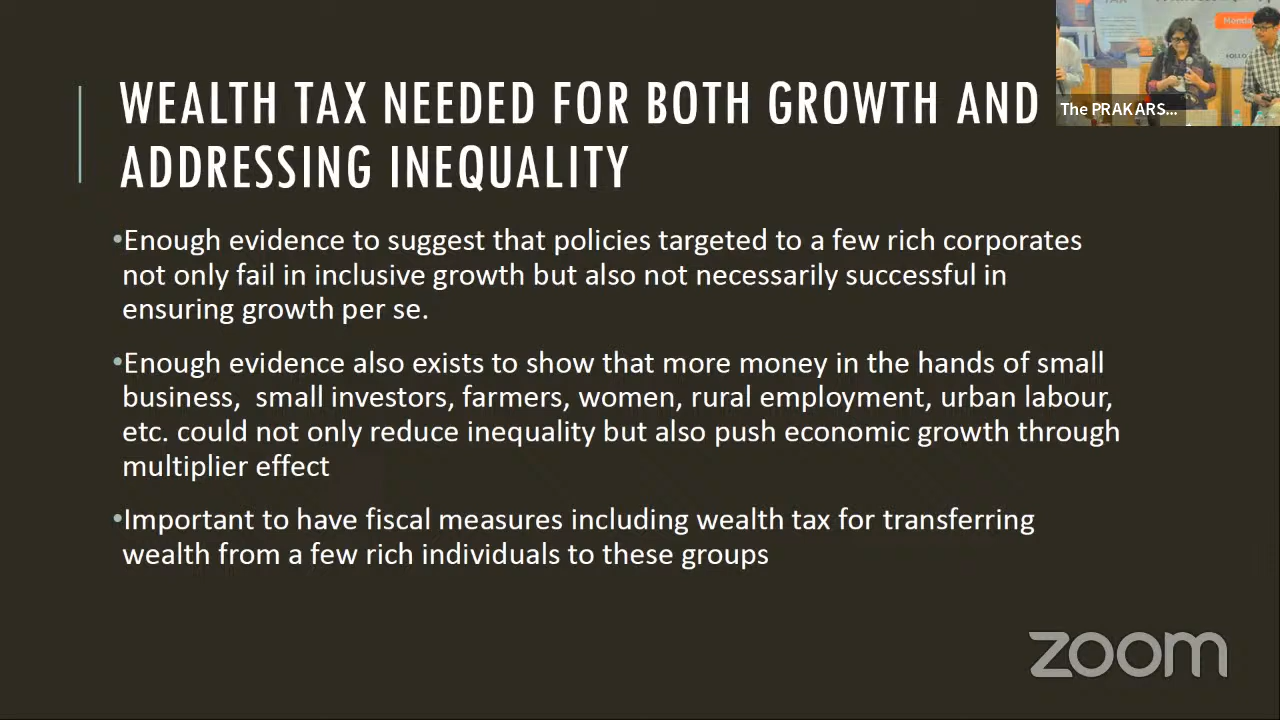 WEALTH TAX NEEDED FOR BOTH GROWTH AND
ADDRESSING INEQUALITY
The PRAKARS...
•Enough evidence to suggest that policies targeted to a few rich corporates
not only fail in inclusive growth but also not necessarily successful in
ensuring growth per se.
•Enough evidence also exists to show that more money in the hands of small
business,  small investors, farmers, women, rural employment, urban labour,
etc. could not only reduce inequality but also push economic growth through
multiplier effect
•Important to have fiscal measures including wealth tax for transferring
wealth from a few rich individuals to these groups
zoom